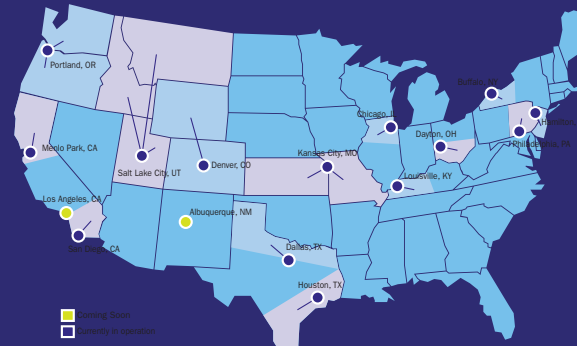 Buffalo, NY
Portland, OR
Chicago, IL
Hamilton,
Dayton, OH
Philadelphia, PA
Menlo Park, CA
Kansas City, MO
Denver, CO
Salt Lake City, UT
Louisville, KY
Los Angeles, CA
Albuquerque, NM
San Diego, CA
Dallas, TX
Houston, TX
Coming Soon
Currently in operation